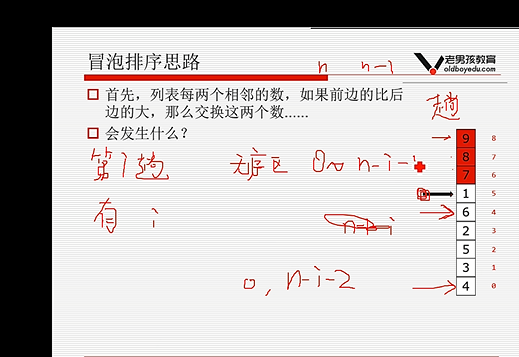 冒泡排序思路
n n-1
老男孩教育
oldboyedu.com
首先，列表每两个相邻的数，如果前边的比后
边的大，那么交换这两个数......
会发生什么？
趟
第1趟 无序区 0~n-i-1
有 i
0, n-i-2
9 8
8 7
7 6
1 5
6 4
2 3
5 2
3 1
4 0